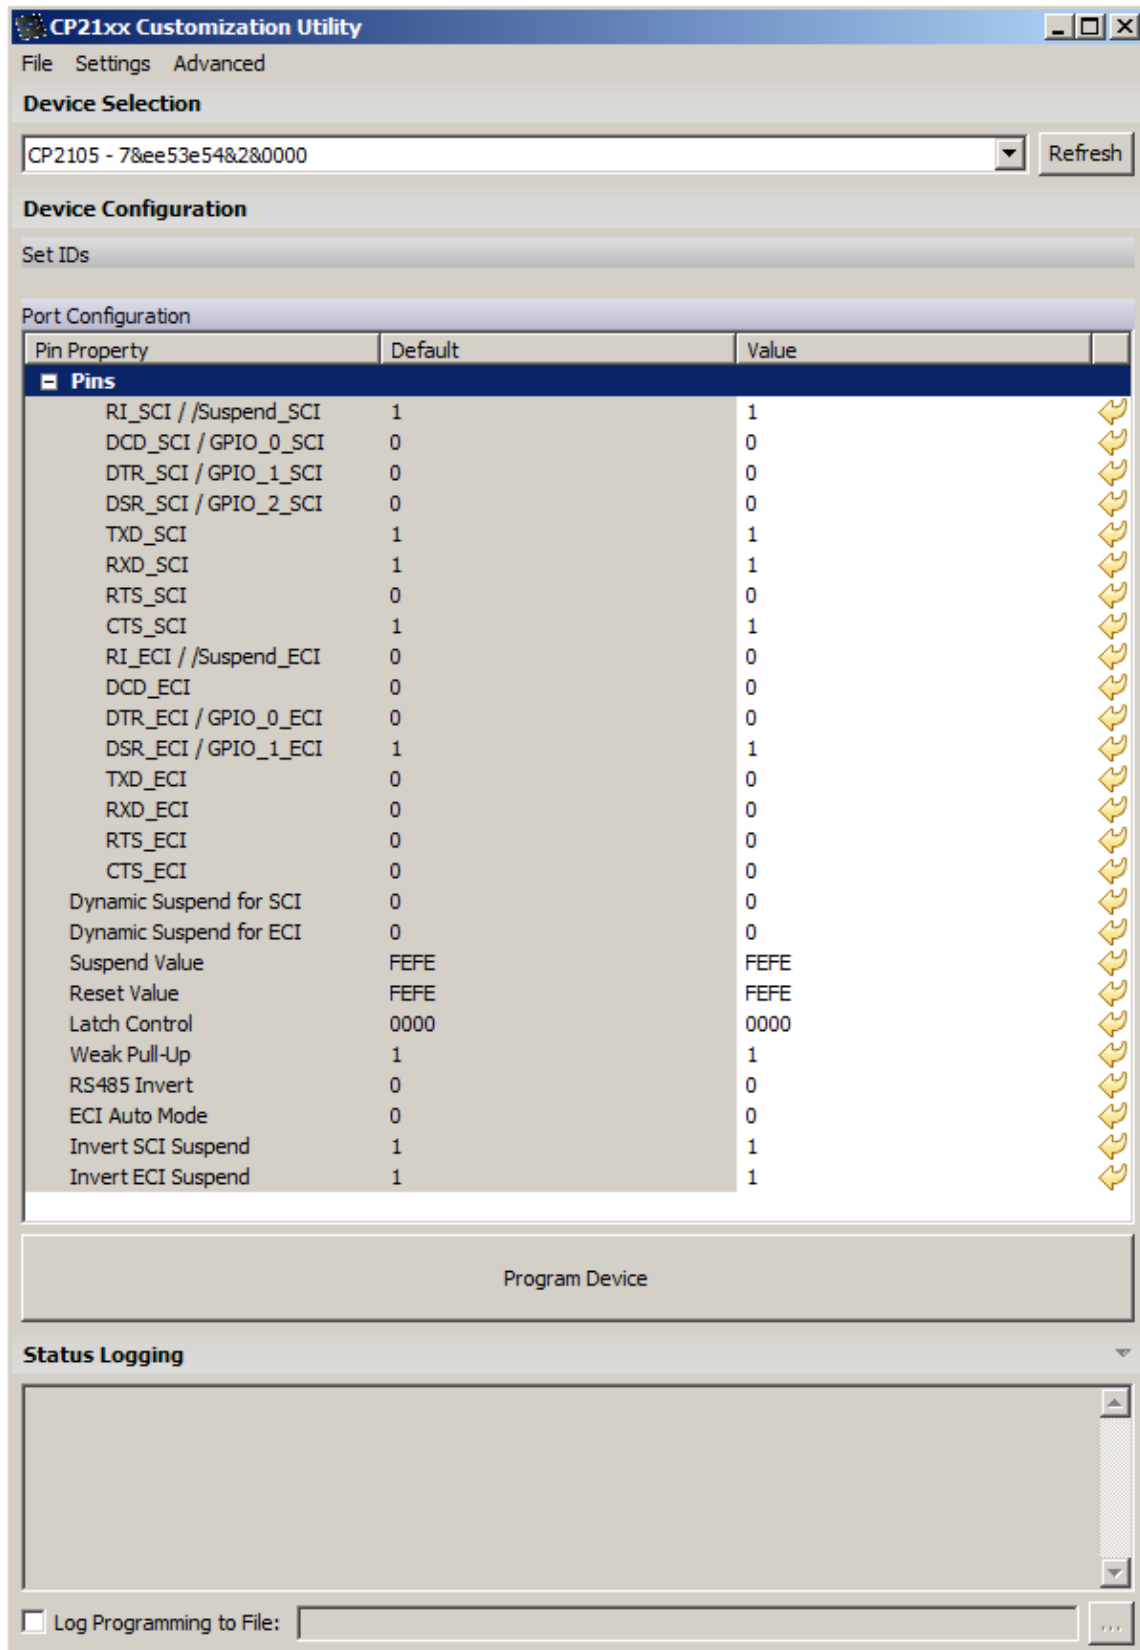 CP21xx Customization Utility
File Settings Advanced
Device Selection
CP2105 - 7&ee53e54&2&0000 Refresh
Device Configuration
Set IDs
Port Configuration
Pin Property Default Value
Pins
RI_SCI / /Suspend_SCI 1 1
DCD_SCI / GPIO_0_SCI 0 0
DTR_SCI / GPIO_1_SCI 0 0
DSR_SCI / GPIO_2_SCI 0 0
TXD_SCI 1 1
RXD_SCI 1 1
RTS_SCI 0 0
CTS_SCI 1 1
RI_ECI / /Suspend_ECI 0 0
DCD_ECI 0 0
DTR_ECI / GPIO_0_ECI 0 0
DSR_ECI / GPIO_1_ECI 1 1
TXD_ECI 0 0
RXD_ECI 0 0
RTS_ECI 0 0
CTS_ECI 0 0
Dynamic Suspend for SCI 0 0
Dynamic Suspend for ECI 0 0
Suspend Value FEFE FEFE
Reset Value FEFE FEFE
Latch Control 0000 0000
Weak Pull-Up 1 1
RS485 Invert 0 0
ECI Auto Mode 0 0
Invert SCI Suspend 1 1
Invert ECI Suspend 1 1
Program Device
Status Logging
Log Programming to File: ...